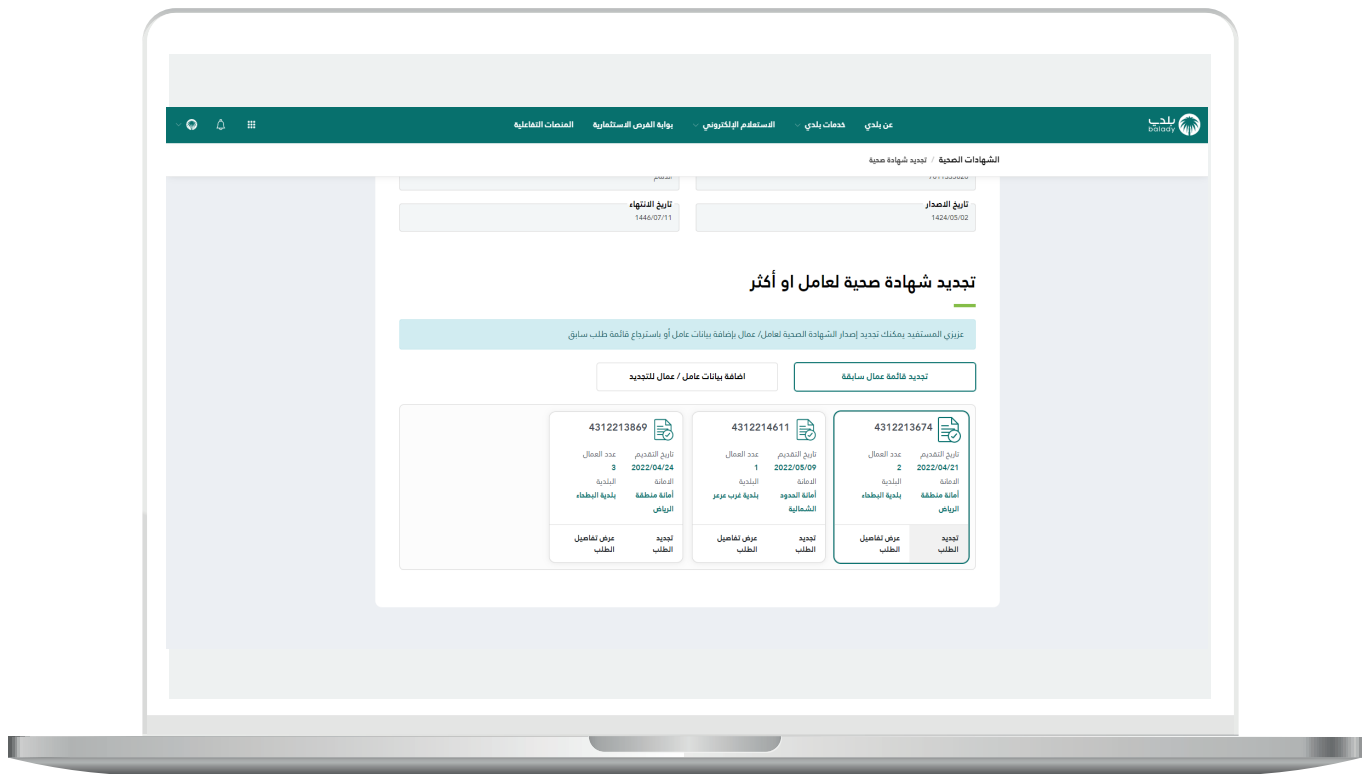 بلدي
balady
عن بلدي
خدمات بلدي
الاستعلام الإلكتروني
بوابة الفرص الاستثمارية
المنصات التفاعلية
الشهادات الصحية / تجديد شهادة صحية
تاريخ الاصدار
1424/05/02
تاريخ الانتهاء
1446/07/11
تجديد شهادة صحية لعامل او أكثر
عزيزي المستفيد يمكنك تجديد إصدار الشهادة الصحية لعامل/ عمال بإضافة بيانات عامل أو باسترجاع قائمة طلب سابق
تجديد قائمة عمال سابقة
اضافة بيانات عامل / عمال للتجديد
4312213674
تاريخ التقديم
عدد العمال
2022/04/21
2
الامانة
البلدية
أمانة منطقة
بلدية البطحاء
الرياض
تجديد
عرض تفاصيل
الطلب
الطلب
4312214611
تاريخ التقديم
عدد العمال
2022/05/09
1
الامانة
البلدية
أمانة الحدود
بلدية غرب عرعر
الشمالية
تجديد
عرض تفاصيل
الطلب
الطلب
4312213869
تاريخ التقديم
عدد العمال
2022/04/24
3
الامانة
البلدية
أمانة منطقة
بلدية البطحاء
الرياض
تجديد
عرض تفاصيل
الطلب
الطلب